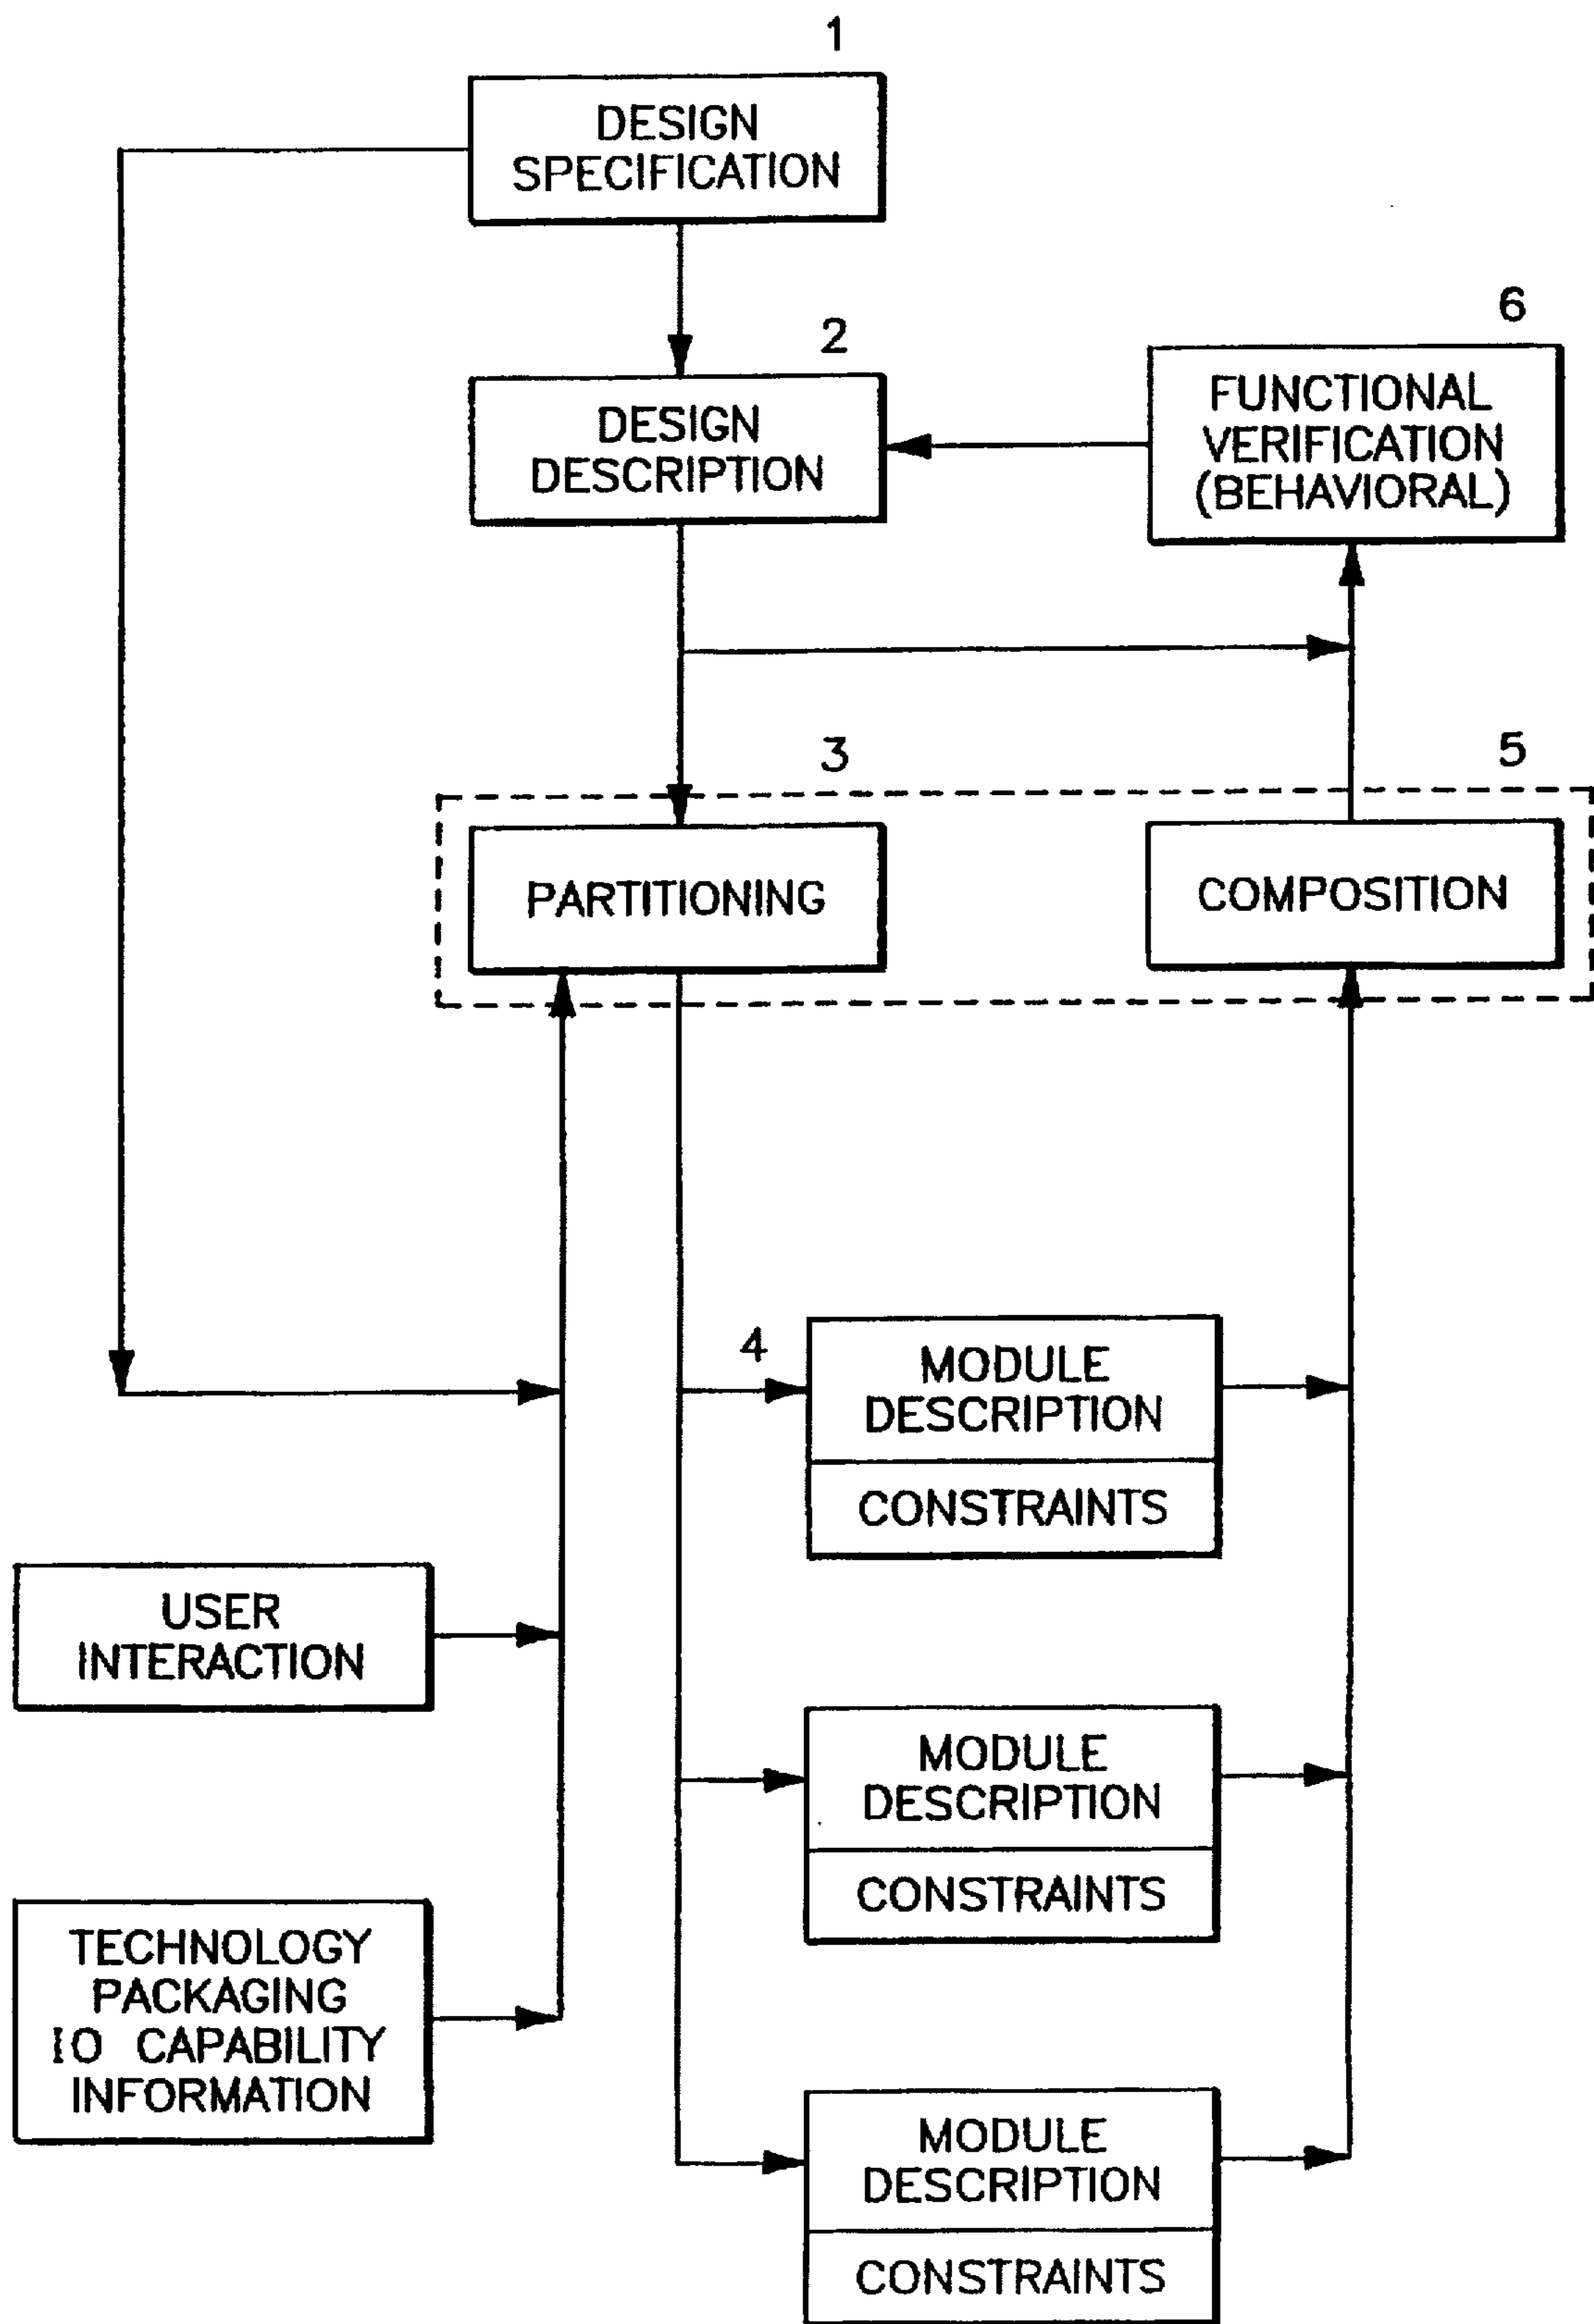 1
DESIGN
SPECIFICATION
2
DESIGN
DESCRIPTION
6
FUNCTIONAL
VERIFICATION
(BEHAVIORAL)
3
PARTITIONING
5
COMPOSITION
4
MODULE
DESCRIPTION
CONSTRAINTS
USER
INTERACTION
MODULE
DESCRIPTION
CONSTRAINTS
TECHNOLOGY
PACKAGING
IO CAPABILITY
INFORMATION
MODULE
DESCRIPTION
CONSTRAINTS